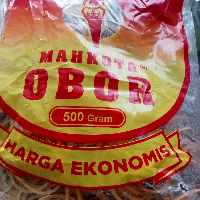 MAHKOTA®
OBOR
500 Gram
HARGA EKONOMIS